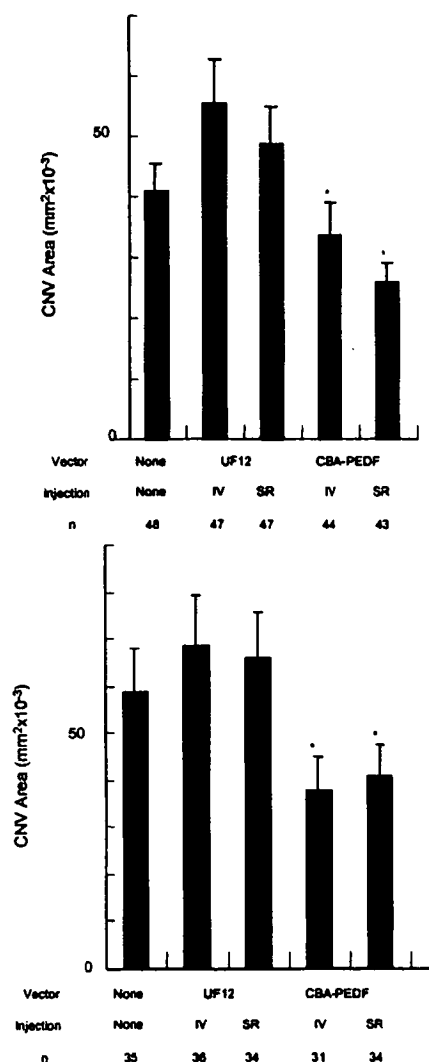 CNV Area (mm²x10⁻³)
50
0
Vector None UF12 CBA-PEDF
Injection None IV SR IV SR
n 48 47 47 44 43
CNV Area (mm²x10⁻³)
50
0
Vector None UF12 CBA-PEDF
Injection None IV SR IV SR
n 35 36 34 31 34